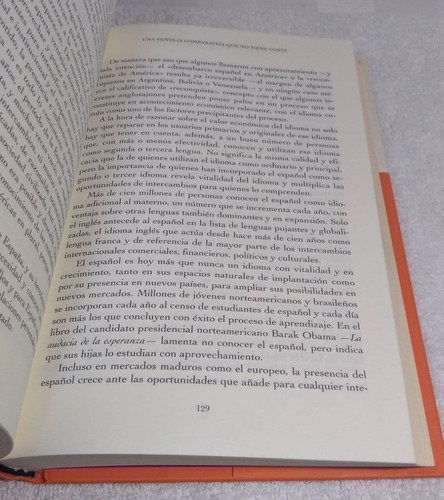 UNA VENTAJA COMPARATIVA QUE NO TIENE COSTE
De manera que eso que algunos llamaron con apresuramiento —y
intención— el «desembarco español en América» o la «recon-
quista de América» resulta ya irreversible —al margen de algunos
en Argentina, Bolivia o Venezuela— y en ningún caso
el calificativo de «reconquista», concepto con el que algunos
anglosajones pretenden poner palos en un proceso que
constituye un acontecimiento económico relevante, con el idioma
uno de los factores precipitantes del proceso.
A la hora de razonar sobre el valor económico del idioma no solo
hay que reparar en los usuarios primarios y originales de ese idioma,
hay que tener en cuenta, además, a un buen número de personas
que, con más o menos efectividad, conocen y utilizan ese idioma
como segunda o tercera lengua. No significa la misma calidad y efi-
cacia que la de quienes utilizan el idioma como ordinario y principal,
pero la importancia de quienes han incorporado el español como se-
gundo o tercer idioma revela vitalidad del idioma y multiplica las
oportunidades de intercambios para quienes lo comprenden.
Más de cien millones de personas conocen el español como idio-
ma adicional al materno, un número que se incrementa cada año, con
ventaja sobre otras lenguas también dominantes y en expansión. Solo
el inglés antecede al español en la lista de lenguas pujantes y globali-
zadas, el idioma inglés que actúa desde hace más de cien años como
lengua franca y de referencia de la mayor parte de los intercambios
internacionales comerciales, financieros, políticos y culturales.
El español es hoy más que nunca un idioma con vitalidad y en
crecimiento, tanto en sus espacios naturales de implantación como
por su presencia en nuevos países, para ampliar sus posibilidades en
nuevos mercados. Millones de jóvenes norteamericanos y brasileños
se incorporan cada año al censo de estudiantes de español y cada día
son más los que concluyen con éxito el proceso de aprendizaje. En el
libro del candidato presidencial norteamericano Barak Obama —La
audacia de la esperanza— lamenta no conocer el español, pero indica
que sus hijas lo estudian con aprovechamiento.
Incluso en mercados maduros como el europeo, la presencia del
español crece ante las oportunidades que añade para cualquier inte-
129